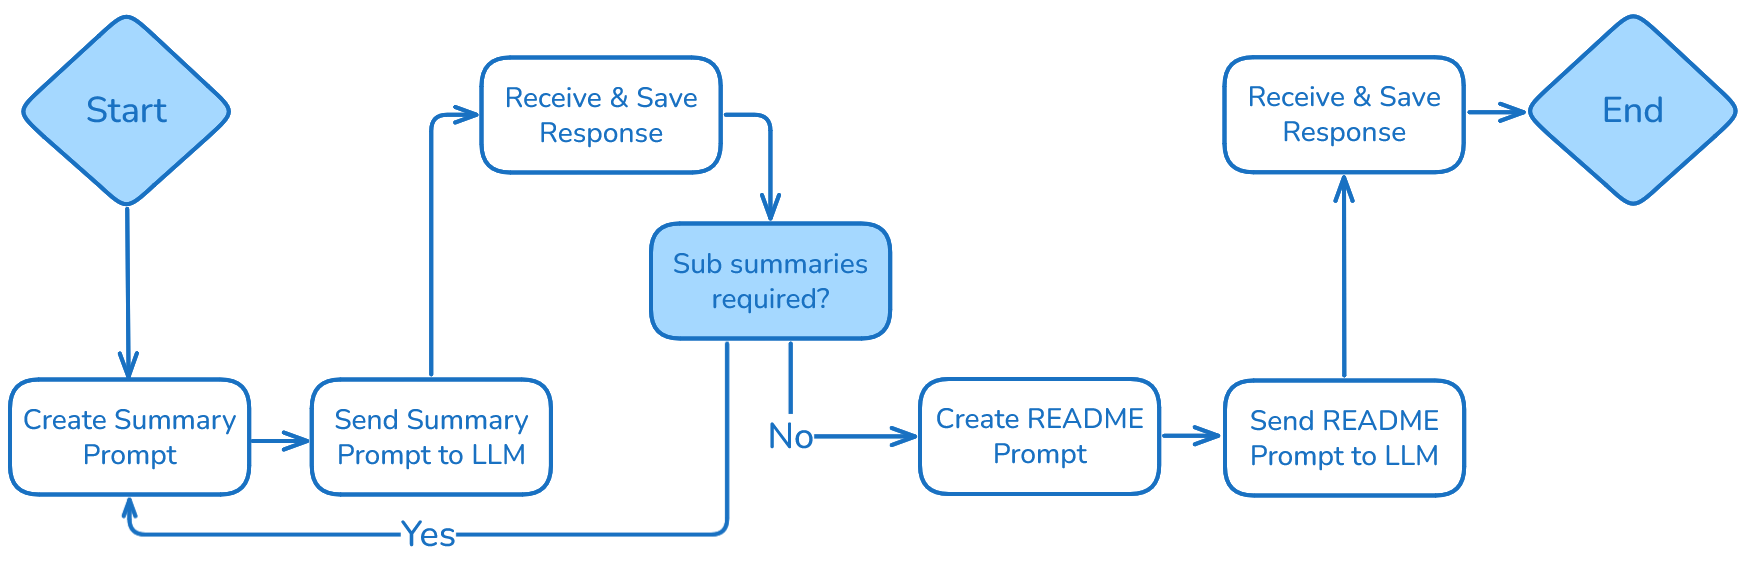 Start
Create Summary
Prompt
Send Summary
Prompt to LLM
Receive & Save
Response
Sub summaries
required?
Yes
No
Create README
Prompt
Send README
Prompt to LLM
Receive & Save
Response
End